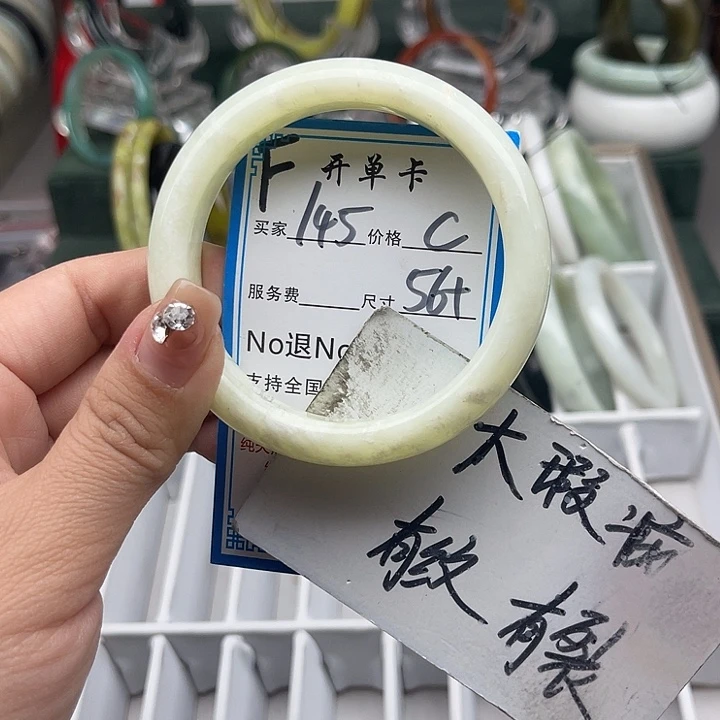 F 开单卡
买家 145 价格 C
服务费 尺寸 56+
No退No
支持全国
大瑕疵
有纹 有裂